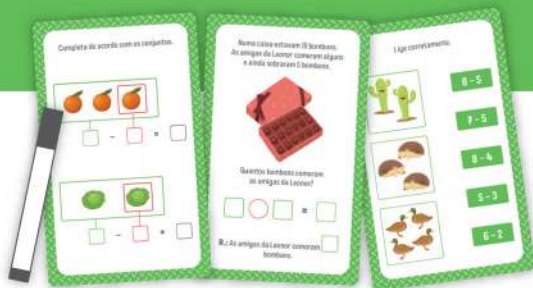 Completa de acordo com os conjuntos.
- =
- =
Numa caixa estavam 19 bombons.
As amigas da Leonor comeram alguns
e ainda sobraram 5 bombons.
Quantos bombons comeram
as amigas da Leonor?
=
R.: As amigas da Leonor comeram
bombons.
Liga corretamente.
8 - 5
7 - 5
8 - 4
5 - 3
6 - 2